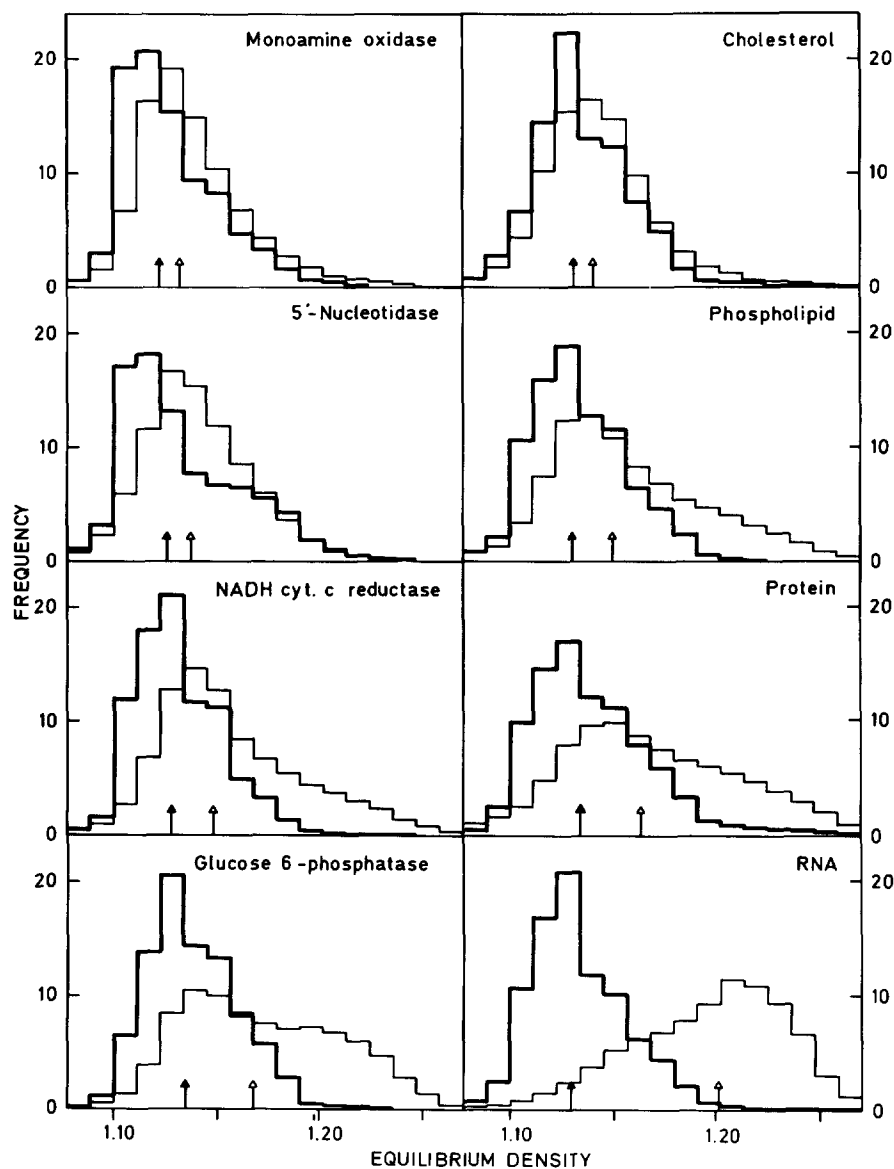 Monoamine oxidase
Cholesterol
20
20
10
10
0
0
5′-Nucleotidase
Phospholipid
20
20
10
10
0
0
NADH cyt. c reductase
Protein
20
20
10
10
0
0
Glucose 6-phosphatase
RNA
20
20
10
10
0
0
FREQUENCY
1.10
1.20
1.10
1.20
EQUILIBRIUM DENSITY